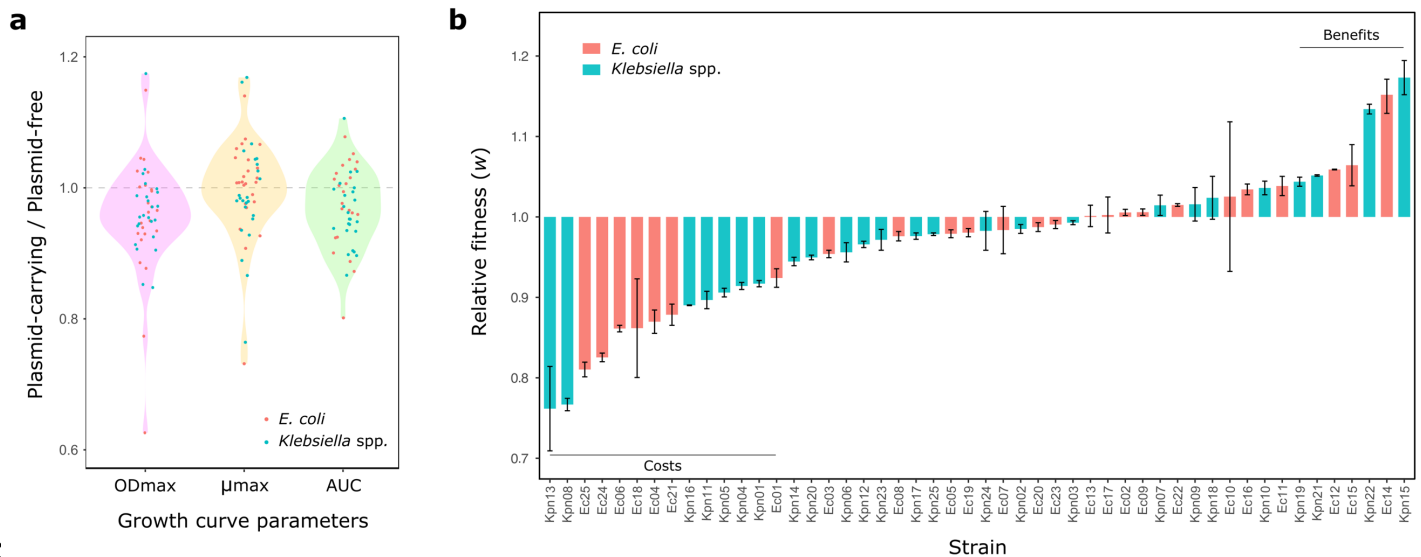 a
1.2
1.0
0.8
0.6
Plasmid-carrying / Plasmid-free
E. coli
Klebsiella spp.
ODmax
µmax
AUC
Growth curve parameters
b
1.2
1.1
1.0
0.9
0.8
0.7
Relative fitness (w)
E. coli
Klebsiella spp.
Benefits
Costs
Kpn13
Kpn08
Ec25
Ec24
Ec06
Ec18
Ec04
Ec21
Kpn16
Kpn11
Kpn05
Kpn04
Kpn01
Ec01
Kpn14
Kpn20
Ec03
Kpn06
Kpn12
Kpn23
Ec08
Kpn17
Kpn25
Ec05
Ec19
Kpn24
Ec07
Kpn02
Ec20
Ec23
Kpn03
Ec13
Ec17
Ec02
Ec09
Kpn07
Ec22
Kpn09
Kpn18
Ec10
Ec16
Kpn10
Ec11
Kpn19
Kpn21
Ec12
Ec15
Kpn22
Ec14
Kpn15
Strain